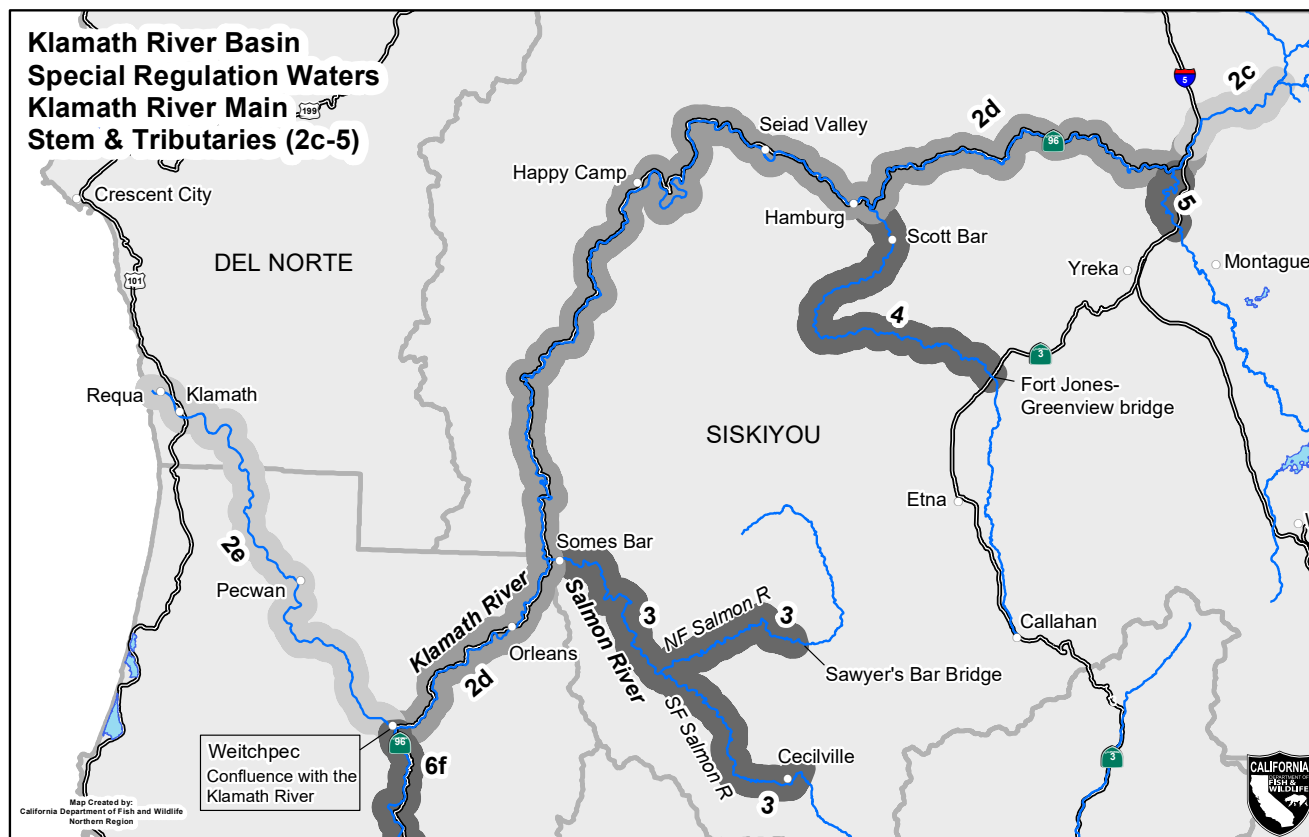 Klamath River Basin
Special Regulation Waters
Klamath River Main
Stem & Tributaries (2c-5)
199
5
2c
2d
96
Seiad Valley
Happy Camp
Crescent City
Hamburg
5
Scott Bar
DEL NORTE
Yreka
Montague
101
4
3
Requa
Klamath
Fort Jones-
Greenview bridge
SISKIYOU
Etna
2e
Somes Bar
Pecwan
Klamath River
Salmon River
3
NF Salmon R
3
Callahan
Orleans
Sawyer's Bar Bridge
2d
SF Salmon R
Weitchpec
Confluence with the
Klamath River
96
6f
Cecilville
3
3
Map Created by:
California Department of Fish and Wildlife
Northern Region
CALIFORNIA
DEPARTMENT OF
FISH &
WILDLIFE